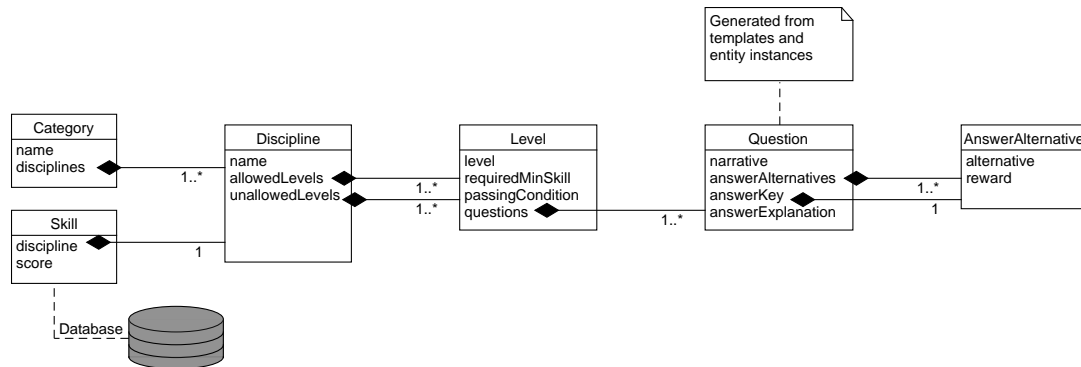 Generated from
templates and
entity instances
Category
name
disciplines
1..*
Skill
discipline
score
1
Database
Discipline
name
allowedLevels
unallowedLevels
1..*
1..*
Level
level
requiredMinSkill
passingCondition
questions
1..*
Question
narrative
answerAlternatives
answerKey
answerExplanation
1..*
1
AnswerAlternative
alternative
reward